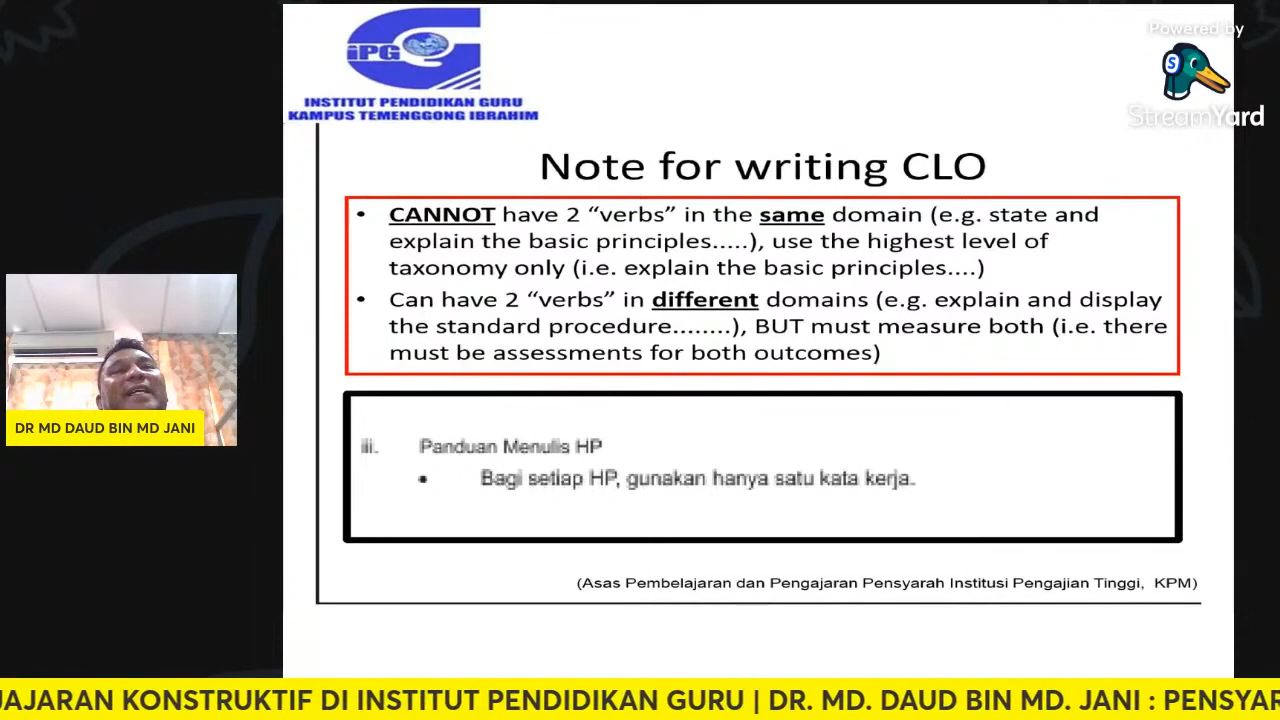 iPG
INSTITUT PENDIDIKAN GURU
KAMPUS TEMENGGONG IBRAHIM
Powered by
StreamYard
Note for writing CLO
• CANNOT have 2 “verbs” in the same domain (e.g. state and
explain the basic principles.....), use the highest level of
taxonomy only (i.e. explain the basic principles....)
• Can have 2 “verbs” in different domains (e.g. explain and display
the standard procedure........), BUT must measure both (i.e. there
must be assessments for both outcomes)
iii. Panduan Menulis HP
• Bagi setiap HP, gunakan hanya satu kata kerja.
(Asas Pembelajaran dan Pengajaran Pensyarah Institusi Pengajian Tinggi, KPM)
DR MD DAUD BIN MD JANI
JAJARAN KONSTRUKTIF DI INSTITUT PENDIDIKAN GURU | DR. MD. DAUD BIN MD. JANI : PENSYAR